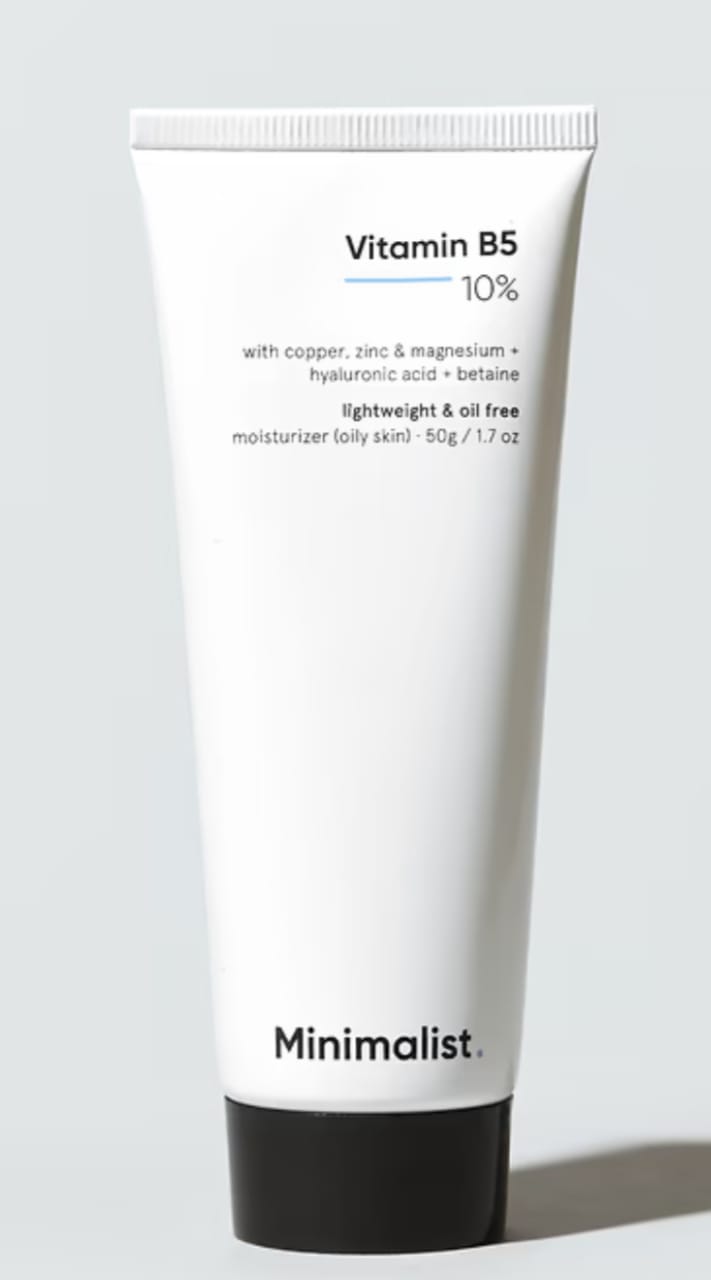 Vitamin B5
10%
with copper, zinc & magnesium +
hyaluronic acid + betaine
lightweight & oil free
moisturizer (oily skin) · 50g / 1.7 oz
Minimalist.